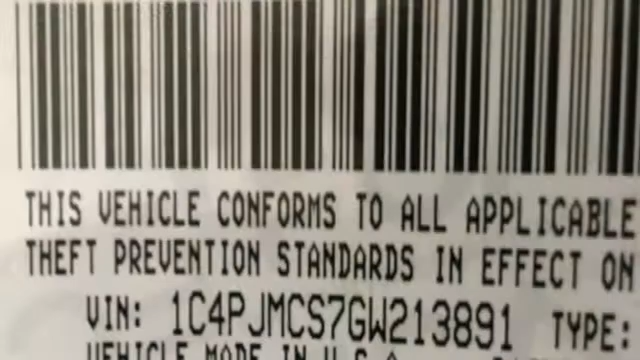 THIS VEHICLE CONFORMS TO ALL APPLICABLE
THEFT PREVENTION STANDARDS IN EFFECT ON
VIN: 1C4PJMCS7GW213891 TYPE:
VEHICLE MADE IN U.S.A.